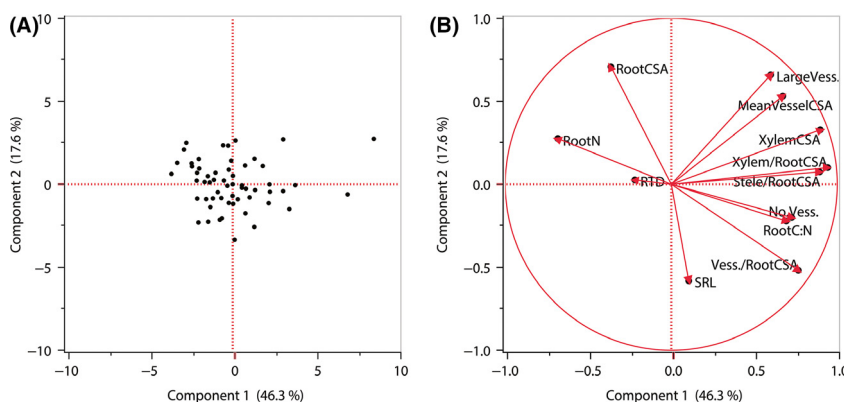 (A)
10
5
0
−5
−10
Component 2 (17.6 %)
−10
−5
0
5
10
Component 1 (46.3 %)
(B)
1.0
0.5
0.0
−0.5
−1.0
Component 2 (17.6 %)
RootCSA
LargeVess.
MeanVesselCSA
RootN
XylemCSA
Xylem/RootCSA
RTD
Stele/RootCSA
No.Vess.
RootC:N
Vess./RootCSA
SRL
−1.0
−0.5
0.0
0.5
1.0
Component 1 (46.3 %)